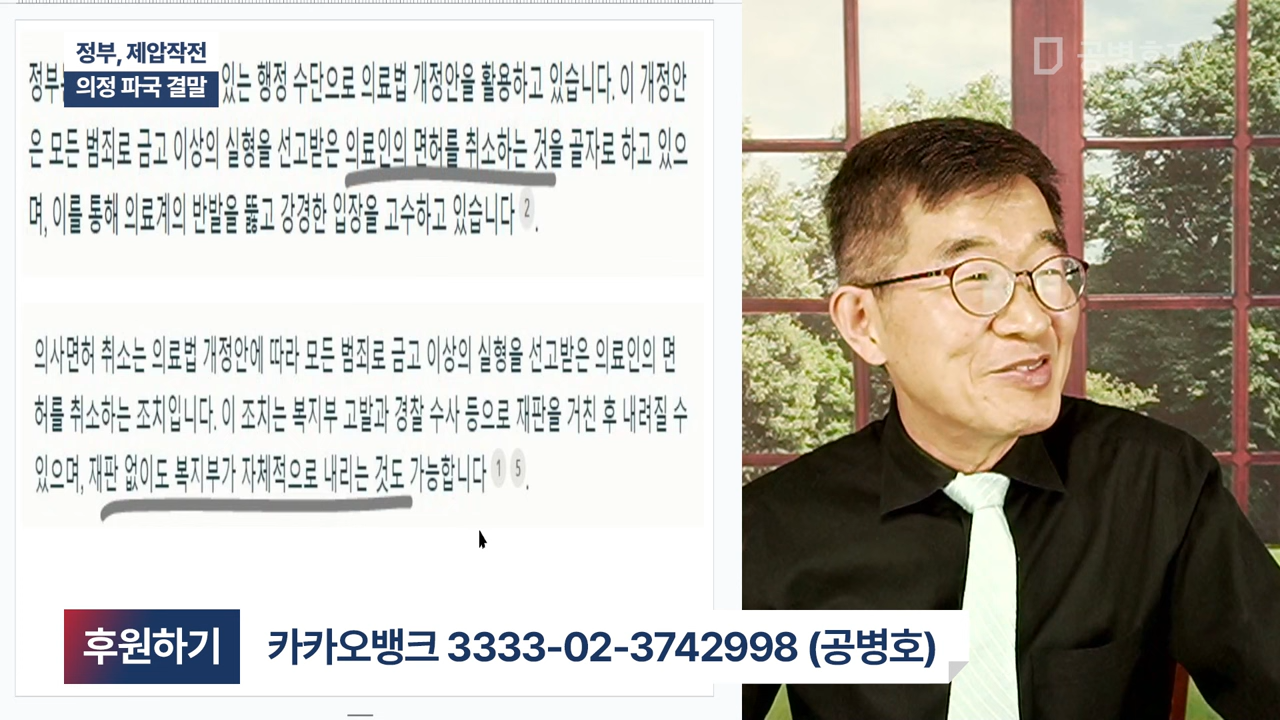 정부, 제압작전
의정 파국 결말
있는 행정 수단으로 의료법 개정안을 활용하고 있습니다. 이 개정안
은 모든 범죄로 금고 이상의 실형을 선고받은 의료인의 면허를 취소하는 것을 골자로 하고 있으
며, 이를 통해 의료계의 반발을 뚫고 강경한 입장을 고수하고 있습니다 2.
의사면허 취소는 의료법 개정안에 따라 모든 범죄로 금고 이상의 실형을 선고받은 의료인의 면
허를 취소하는 조치입니다. 이 조치는 복지부 고발과 경찰 수사 등으로 재판을 거친 후 내려질 수
있으며, 재판 없이도 복지부가 자체적으로 내리는 것도 가능합니다 1 5.
후원하기 카카오뱅크 3333-02-3742998 (공병호)